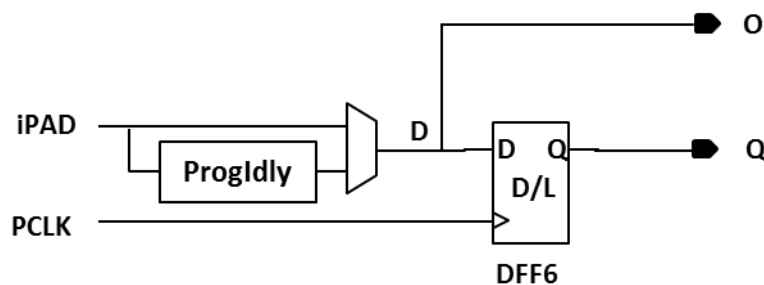 O
iPAD
D
ProgIdly
D Q
Q
D/L
PCLK
DFF6